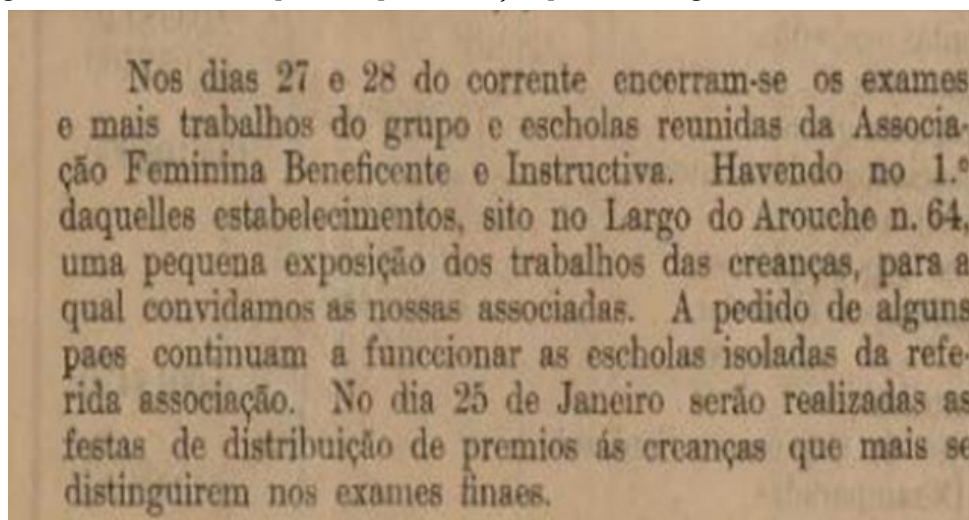 Nos dias 27 e 28 do corrente encerram-se os exames
e mais trabalhos do grupo e escholas reunidas da Associa-
ção Feminina Beneficente e Instructiva. Havendo no 1.º
daquelles estabelecimentos, sito no Largo do Arouche n. 64,
uma pequena exposição dos trabalhos das creanças, para a
qual convidamos as nossas associadas. A pedido de alguns
paes continuam a funccionar as escholas isoladas da refe-
rida associação. No dia 25 de Janeiro serão realizadas as
festas de distribuição de premios ás creanças que mais se
distinguirem nos exames finaes.